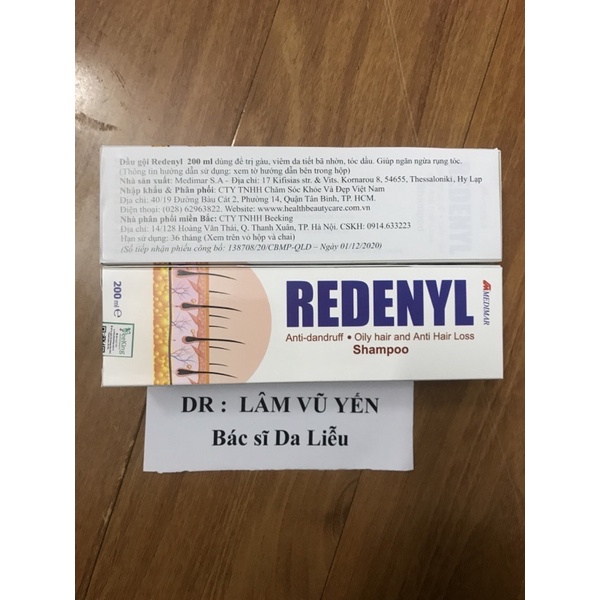 Dầu gội Redenyl 200 ml dùng để trị gàu, viêm da tiết bã nhờn, tóc dầu. Giúp ngăn ngừa rụng tóc.
(Thông tin hướng dẫn sử dụng: xem tờ hướng dẫn bên trong hộp)
Nhà sản xuất: Medimar S.A - Địa chỉ: 17 Kifisias str. & Vits. Kornarou 8, 54655, Thessaloniki, Hy Lạp
Nhập khẩu & Phân phối: CTY TNHH Chăm Sóc Khỏe Và Đẹp Việt Nam
Địa chỉ: 40/19 Đường Bàu Cát 2, Phường 14, Quận Tân Bình, TP. HCM.
Điện thoại: (028) 62963822. Website: www.healthbeautycare.com.vn
Nhà phân phối miền Bắc: CTY TNHH Beeking
Địa chỉ: 14/128 Hoàng Văn Thái, Q. Thanh Xuân, TP. Hà Nội. CSKH: 0914.633223
Hạn sử dụng: 36 tháng (Xem trên vỏ hộp và chai)
(Số tiếp nhận phiếu công bố: 138708/20/CBMP-QLD – Ngày 01/12/2020)
200 ml e
REDENYL
MEDIMAR
Anti-dandruff • Oily hair and Anti Hair Loss
Shampoo
Beeking
DR : LÂM VŨ YẾN
Bác sĩ Da Liễu